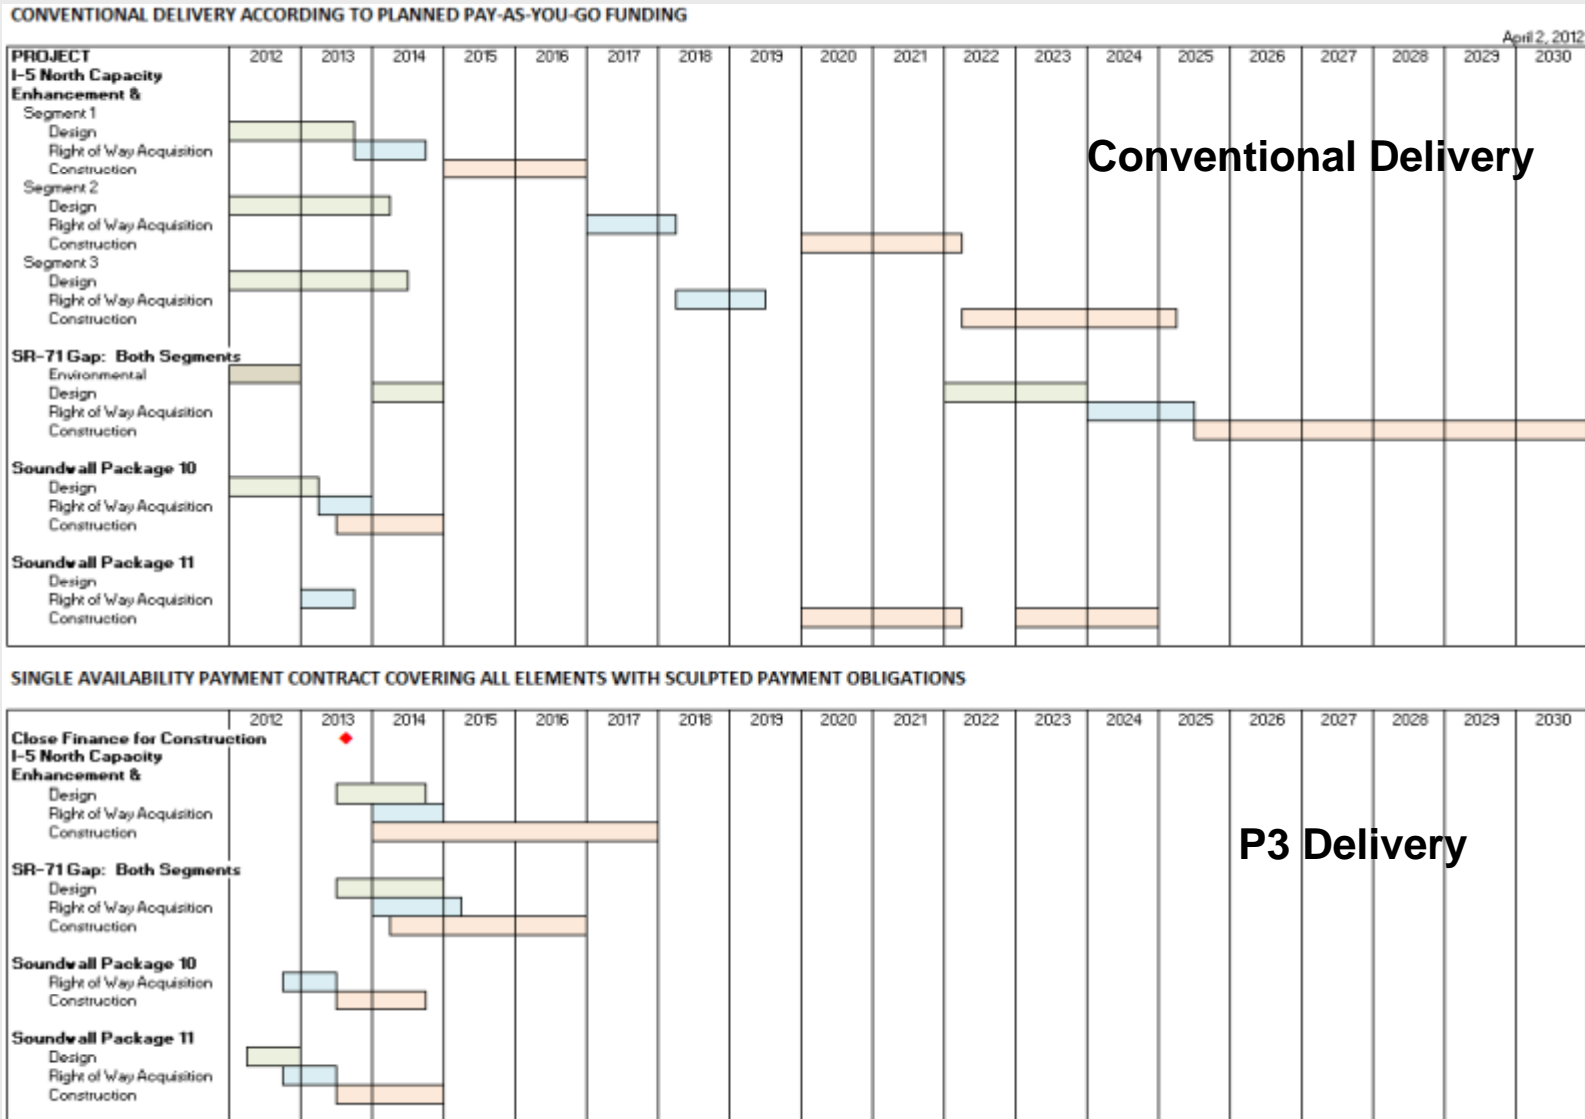 CONVENTIONAL DELIVERY ACCORDING TO PLANNED PAY-AS-YOU-GO FUNDING
April 2, 2012
PROJECT 2012 2013 2014 2015 2016 2017 2018 2019 2020 2021 2022 2023 2024 2025 2026 2027 2028 2029 2030
I-5 North Capacity
Enhancement &
Segment 1
Design
Right of Way Acquisition
Construction
Conventional Delivery
Segment 2
Design
Right of Way Acquisition
Construction
Segment 3
Design
Right of Way Acquisition
Construction
SR-71 Gap: Both Segments
Environmental
Design
Right of Way Acquisition
Construction
Soundwall Package 10
Design
Right of Way Acquisition
Construction
Soundwall Package 11
Design
Right of Way Acquisition
Construction
SINGLE AVAILABILITY PAYMENT CONTRACT COVERING ALL ELEMENTS WITH SCULPTED PAYMENT OBLIGATIONS
2012 2013 2014 2015 2016 2017 2018 2019 2020 2021 2022 2023 2024 2025 2026 2027 2028 2029 2030
Close Finance for Construction
I-5 North Capacity
Enhancement &
Design
Right of Way Acquisition
Construction
P3 Delivery
SR-71 Gap: Both Segments
Design
Right of Way Acquisition
Construction
Soundwall Package 10
Right of Way Acquisition
Construction
Soundwall Package 11
Design
Right of Way Acquisition
Construction